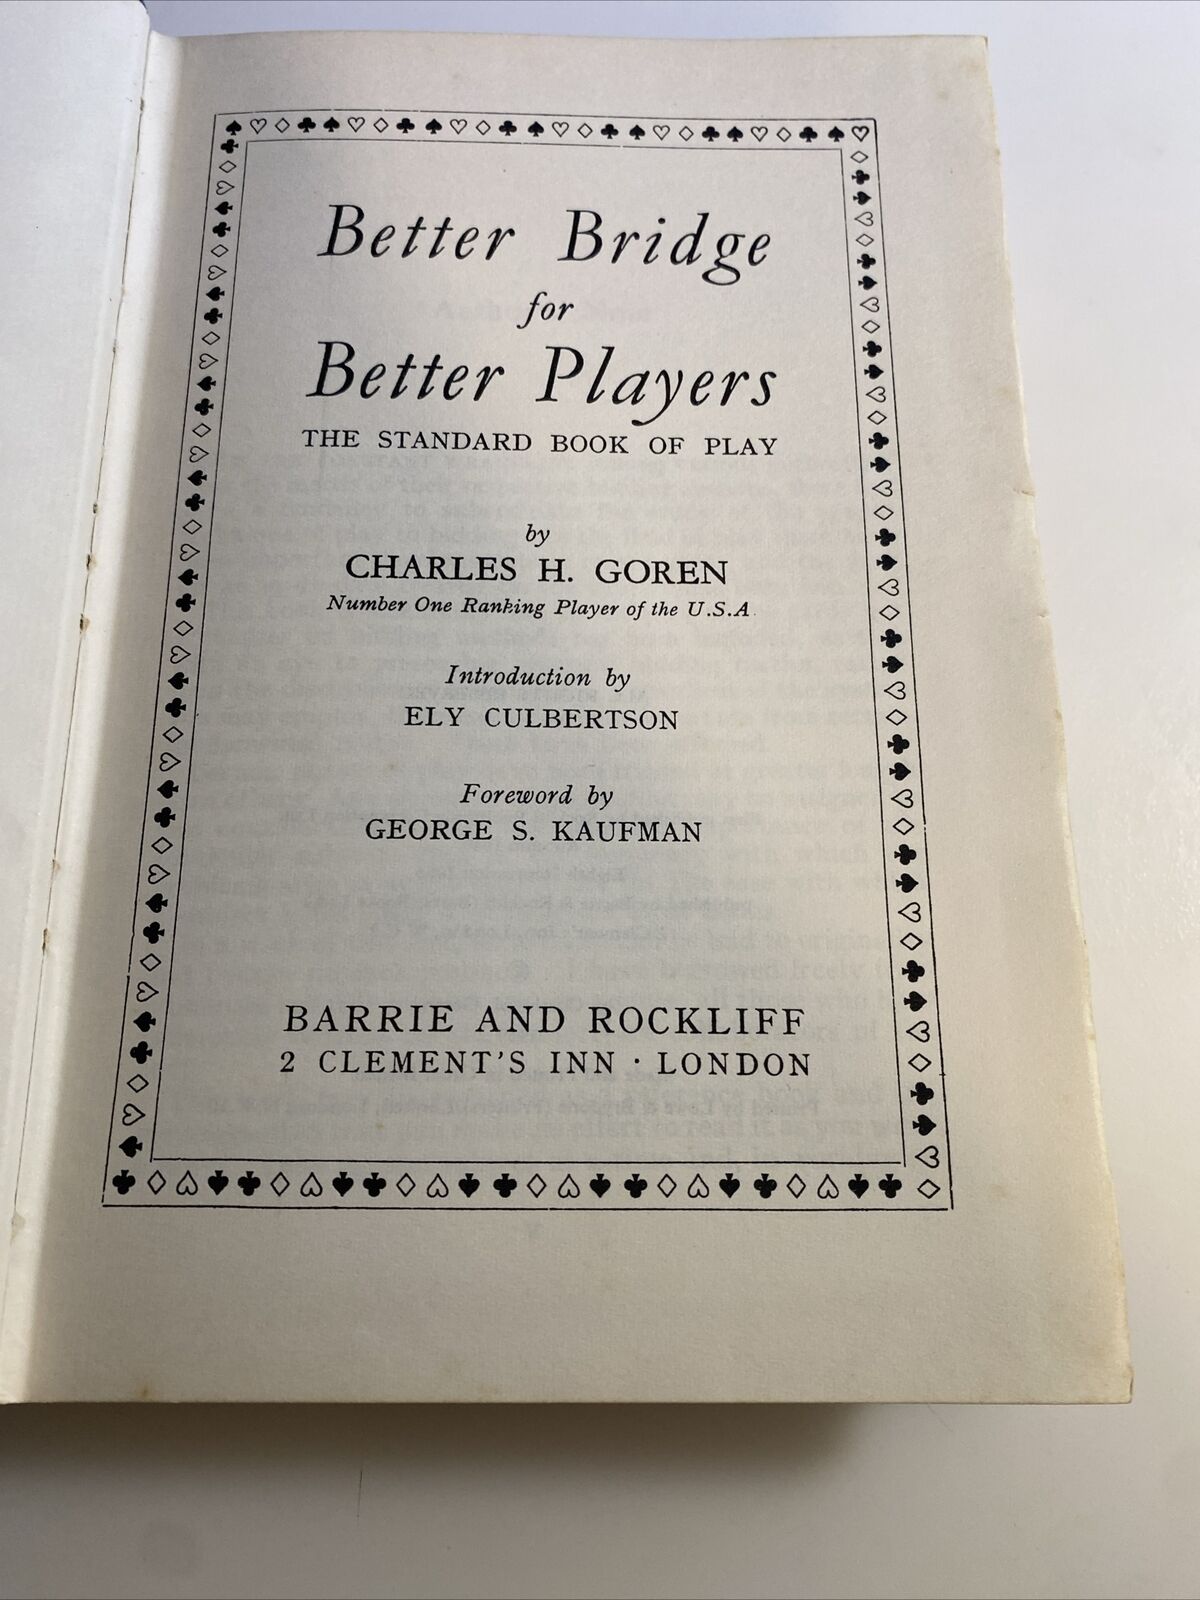 Better Bridge
for
Better Players
THE STANDARD BOOK OF PLAY
by
CHARLES H. GOREN
Number One Ranking Player of the U.S.A.
Introduction by
ELY CULBERTSON
Foreword by
GEORGE S. KAUFMAN
BARRIE AND ROCKLIFF
2 CLEMENT'S INN · LONDON